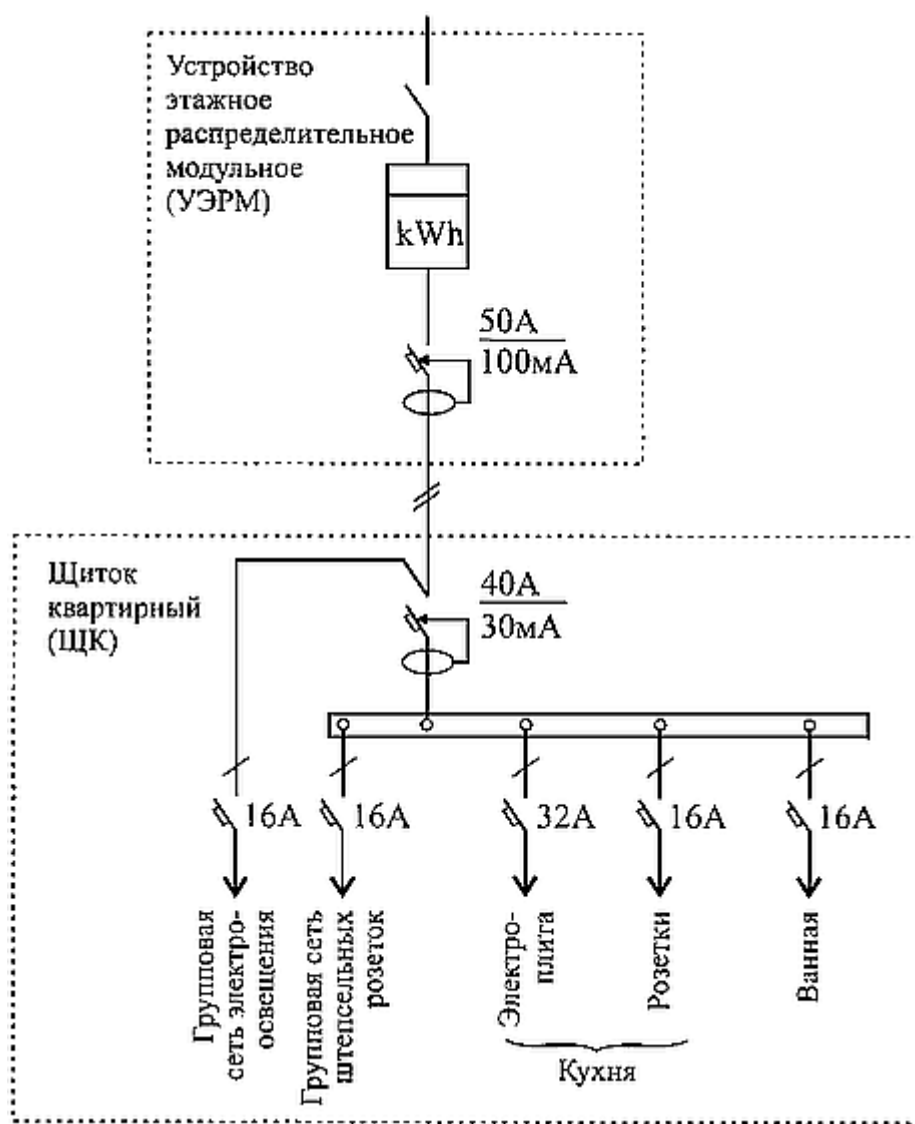 Устройство
этажное
распределительное
модульное
(УЭРМ)
kWh
50А
100мА
Щиток
квартирный
(ЩК)
40А
30мА
16А
16А
32А
16А
16А
Групповая
сеть электро-
освещения
Групповая сеть
штепсельных
розеток
Электро-
плита
Розетки
Ванная
Кухня